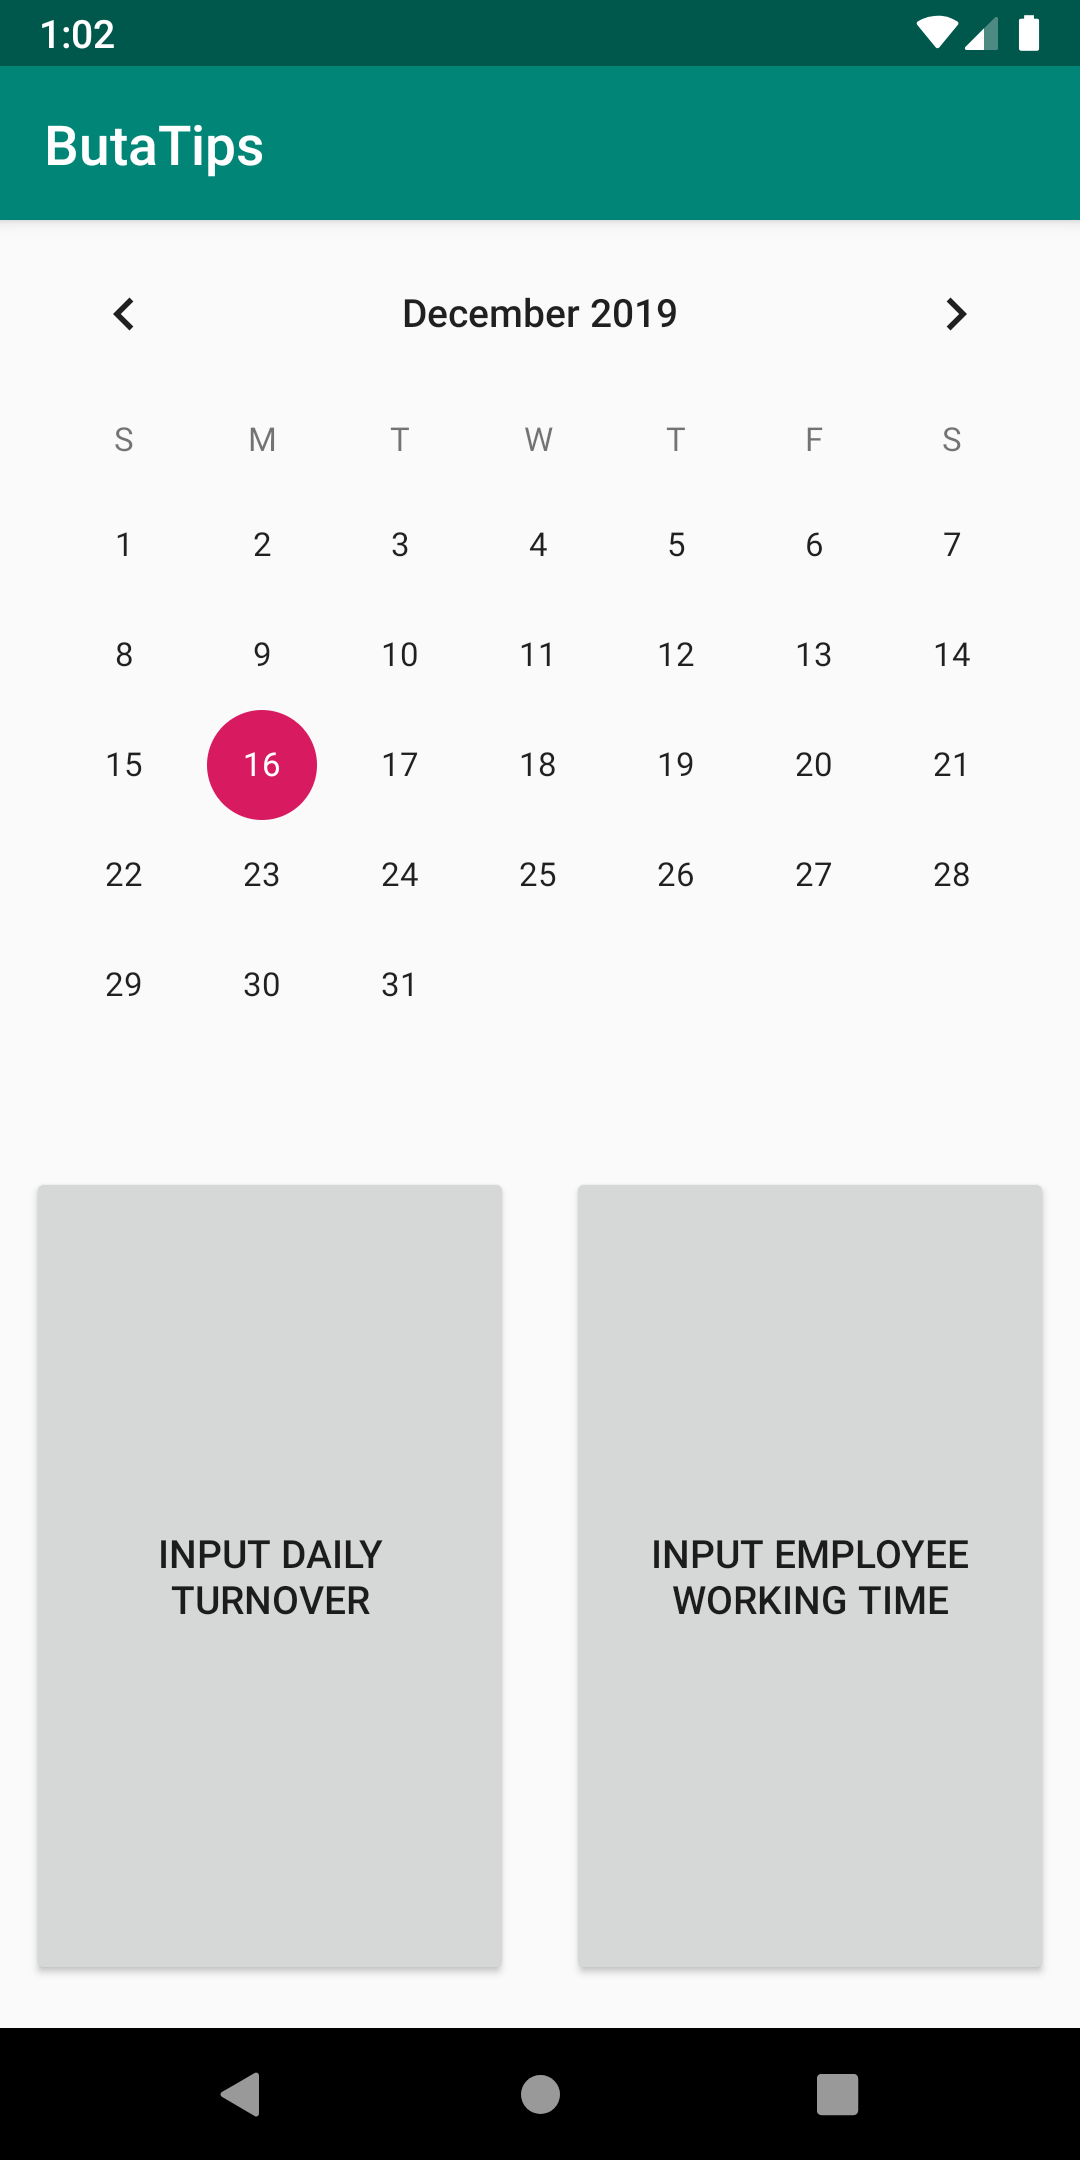 1:02
ButaTips
December 2019
S M T W T F S
1 2 3 4 5 6 7
8 9 10 11 12 13 14
15 16 17 18 19 20 21
22 23 24 25 26 27 28
29 30 31
INPUT DAILY
TURNOVER
INPUT EMPLOYEE
WORKING TIME